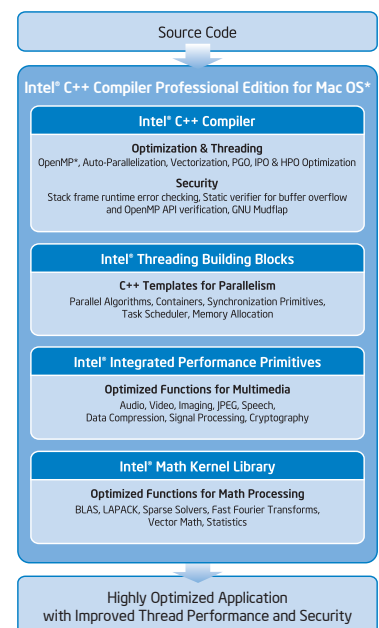 Source Code
Intel® C++ Compiler Professional Edition for Mac OS*
Intel® C++ Compiler
Optimization & Threading
OpenMP*, Auto-Parallelization, Vectorization, PGO, IPO & HPO Optimization
Security
Stack frame runtime error checking, Static verifier for buffer overflow
and OpenMP API verification, GNU Mudflap
Intel® Threading Building Blocks
C++ Templates for Parallelism
Parallel Algorithms, Containers, Synchronization Primitives,
Task Scheduler, Memory Allocation
Intel® Integrated Performance Primitives
Optimized Functions for Multimedia
Audio, Video, Imaging, JPEG, Speech,
Data Compression, Signal Processing, Cryptography
Intel® Math Kernel Library
Optimized Functions for Math Processing
BLAS, LAPACK, Sparse Solvers, Fast Fourier Transforms,
Vector Math, Statistics
Highly Optimized Application
with Improved Thread Performance and Security